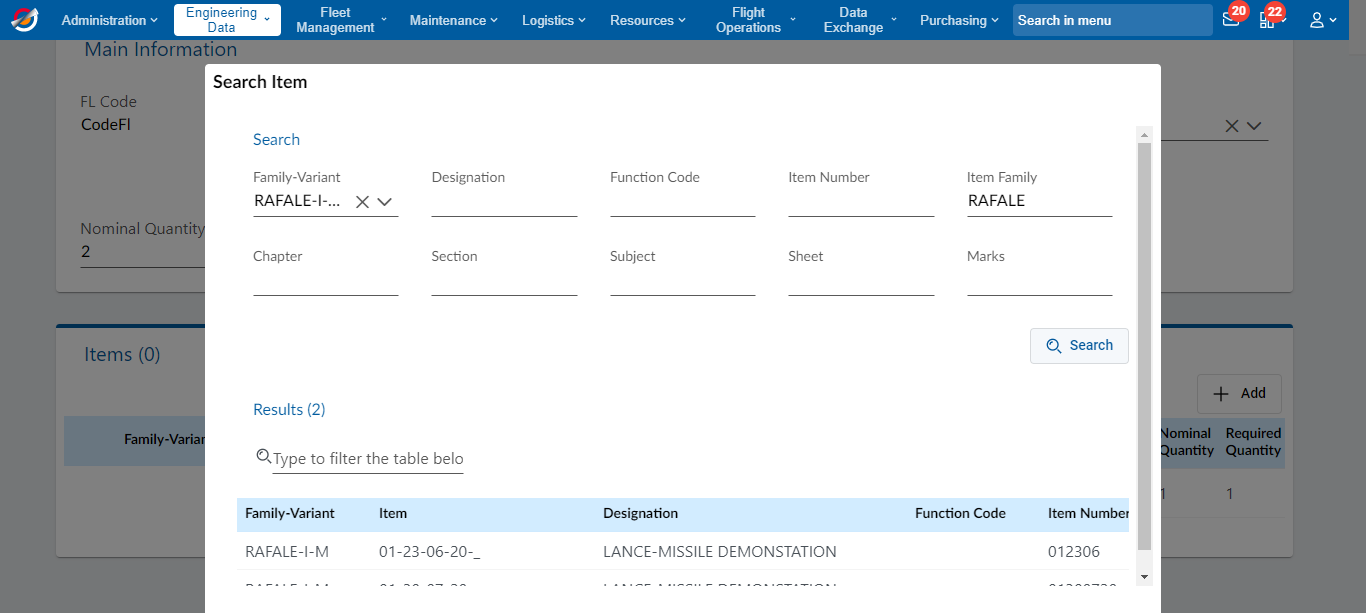 Administration
Engineering
Data
Fleet
Management
Maintenance
Logistics
Resources
Flight
Operations
Data
Exchange
Purchasing
Search in menu
20
22
Main Information
Search Item
FL Code
CodeFl
Search
Family-Variant
Designation
Function Code
Item Number
Item Family
RAFALE-I-...
RAFALE
Nominal Quantity
2
Chapter
Section
Subject
Sheet
Marks
Search
Items (0)
Add
Results (2)
Type to filter the table belo
Family-Varian
Nominal
Quantity
Required
Quantity
1
1
Family-Variant
Item
Designation
Function Code
Item Number
RAFALE-I-M
01-23-06-20-_
LANCE-MISSILE DEMONSTATION
012306
RAFALE-I-M
LANCE-MISSILE DEMONSTATION